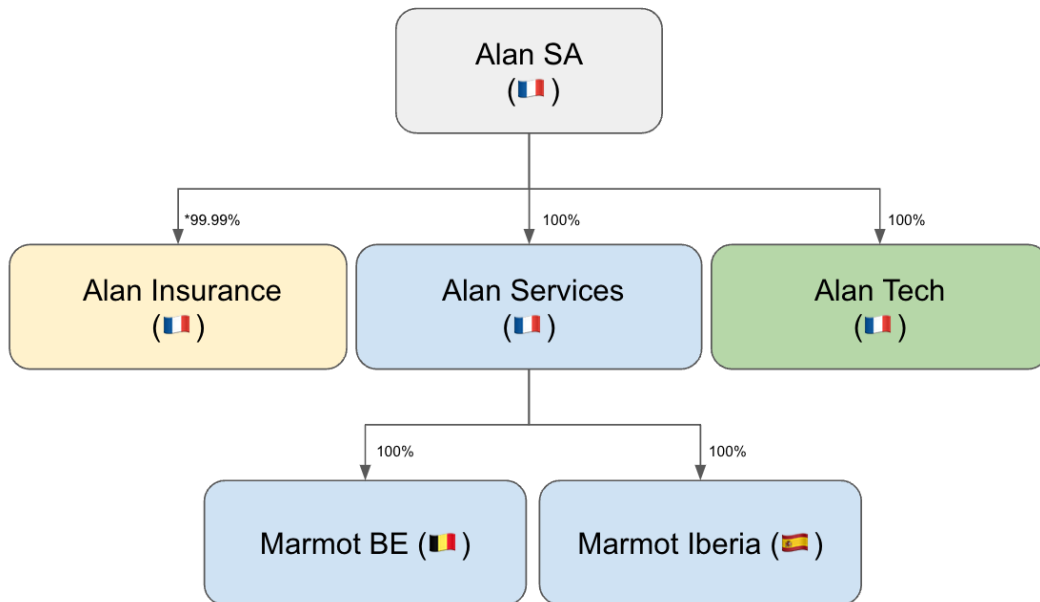 Alan SA
(🇫🇷)
*99.99%
100%
100%
Alan Insurance
(🇫🇷)
Alan Services
(🇫🇷)
Alan Tech
(🇫🇷)
100%
100%
Marmot BE (🇧🇪)
Marmot Iberia (🇪🇸)